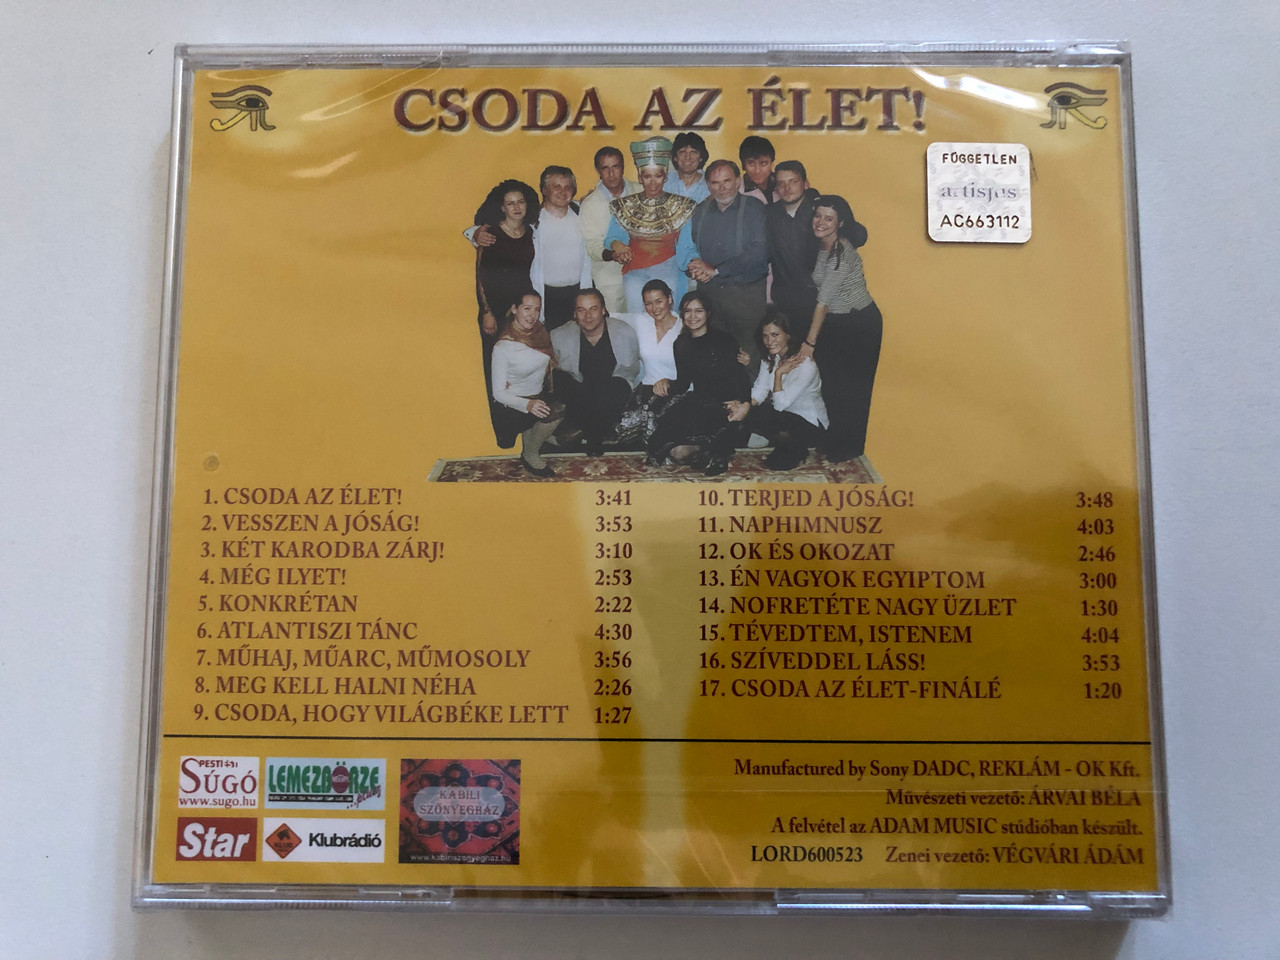 CSODA AZ ÉLET!
FÜGGETLEN
artisjus
AC663112
1. CSODA AZ ÉLET! 3:41
2. VESSZEN A JÓSÁG! 3:53
3. KÉT KARODBA ZÁRJ! 3:10
4. MÉG ILYET! 2:53
5. KONKRÉTAN 2:22
6. ATLANTISZI TÁNC 4:30
7. MŰHAJ, MŰARC, MŰMOSOLY 3:56
8. MEG KELL HALNI NÉHA 2:26
9. CSODA, HOGY VILÁGBÉKE LETT 1:27
10. TERJED A JÓSÁG! 3:48
11. NAPHIMNUSZ 4:03
12. OK ÉS OKOZAT 2:46
13. ÉN VAGYOK EGYIPTOM 3:00
14. NOFRETÉTE NAGY ÜZLET 1:30
15. TÉVEDTEM, ISTENEM 4:04
16. SZÍVEDDEL LÁSS! 3:53
17. CSODA AZ ÉLET-FINÁLÉ 1:20
PESTI est
SÚGÓ
www.sugo.hu
LEMEZBÖRZE
...plusz
Star
Klubrádió
KABILI
SZŐNYEGHÁZ
www.kabiliszonyeghaz.hu
Manufactured by Sony DADC, REKLÁM - OK Kft.
Művészeti vezető: ÁRVAI BÉLA
A felvétel az ADAM MUSIC stúdióban készült.
LORD600523 Zenei vezető: VÉGVÁRI ÁDÁM